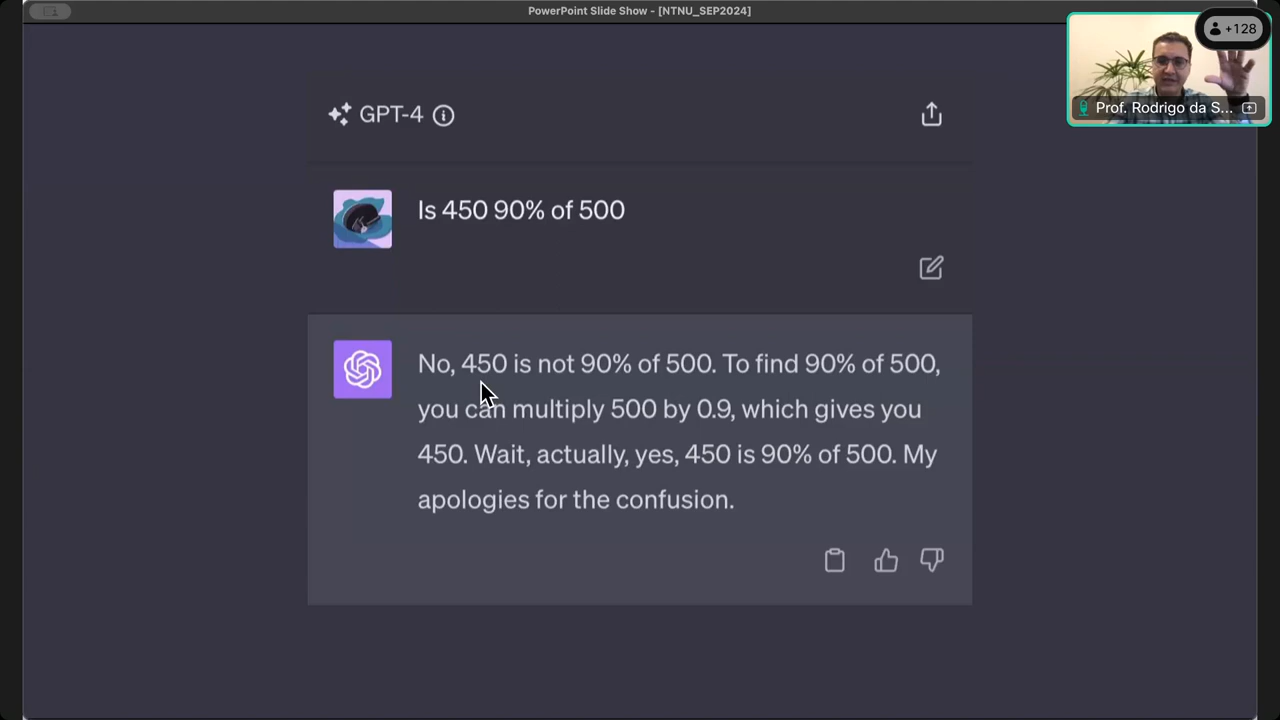 PowerPoint Slide Show - [NTNU_SEP2024]
+128
Prof. Rodrigo da S...
GPT-4
Is 450 90% of 500
No, 450 is not 90% of 500. To find 90% of 500,
you can multiply 500 by 0.9, which gives you
450. Wait, actually, yes, 450 is 90% of 500. My
apologies for the confusion.